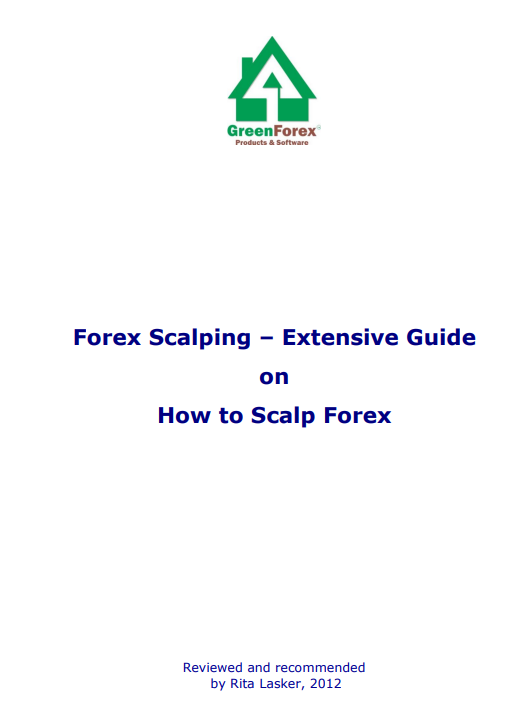 GreenForex®
Products & Software
Forex Scalping – Extensive Guide
on
How to Scalp Forex
Reviewed and recommended
by Rita Lasker, 2012